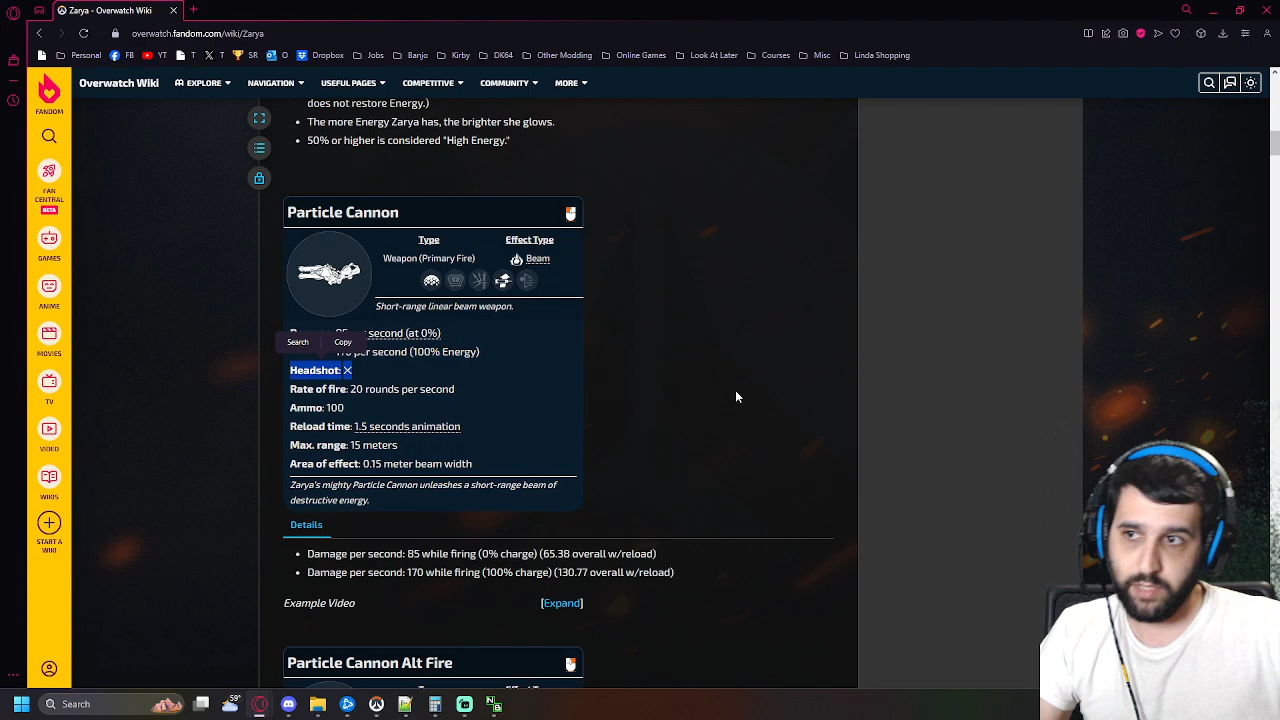 Zarya - Overwatch Wiki
overwatch.fandom.com/wiki/Zarya
Personal
FB
YT
T
T
SR
O
Dropbox
Jobs
Banjo
Kirby
DK64
Other Modding
Online Games
Look At Later
Courses
Misc
Linda Shopping
Overwatch Wiki
EXPLORE
NAVIGATION
USEFUL PAGES
COMPETITIVE
COMMUNITY
MORE
FANDOM
FAN
CENTRAL
BETA
GAMES
ANIME
MOVIES
TV
VIDEO
WIKIS
START A
WIKI
does not restore Energy.)
• The more Energy Zarya has, the brighter she glows.
• 50% or higher is considered "High Energy."
Particle Cannon
Type
Effect Type
Weapon (Primary Fire)
Beam
Short-range linear beam weapon.
second (at 0%)
Search
Copy
per second (100% Energy)
Headshot: ✕
Rate of fire: 20 rounds per second
Ammo: 100
Reload time: 1.5 seconds animation
Max. range: 15 meters
Area of effect: 0.15 meter beam width
Zarya's mighty Particle Cannon unleashes a short-range beam of
destructive energy.
Details
• Damage per second: 85 while firing (0% charge) (65.38 overall w/reload)
• Damage per second: 170 while firing (100% charge) (130.77 overall w/reload)
Example Video
[Expand]
Particle Cannon Alt Fire
Search
59°